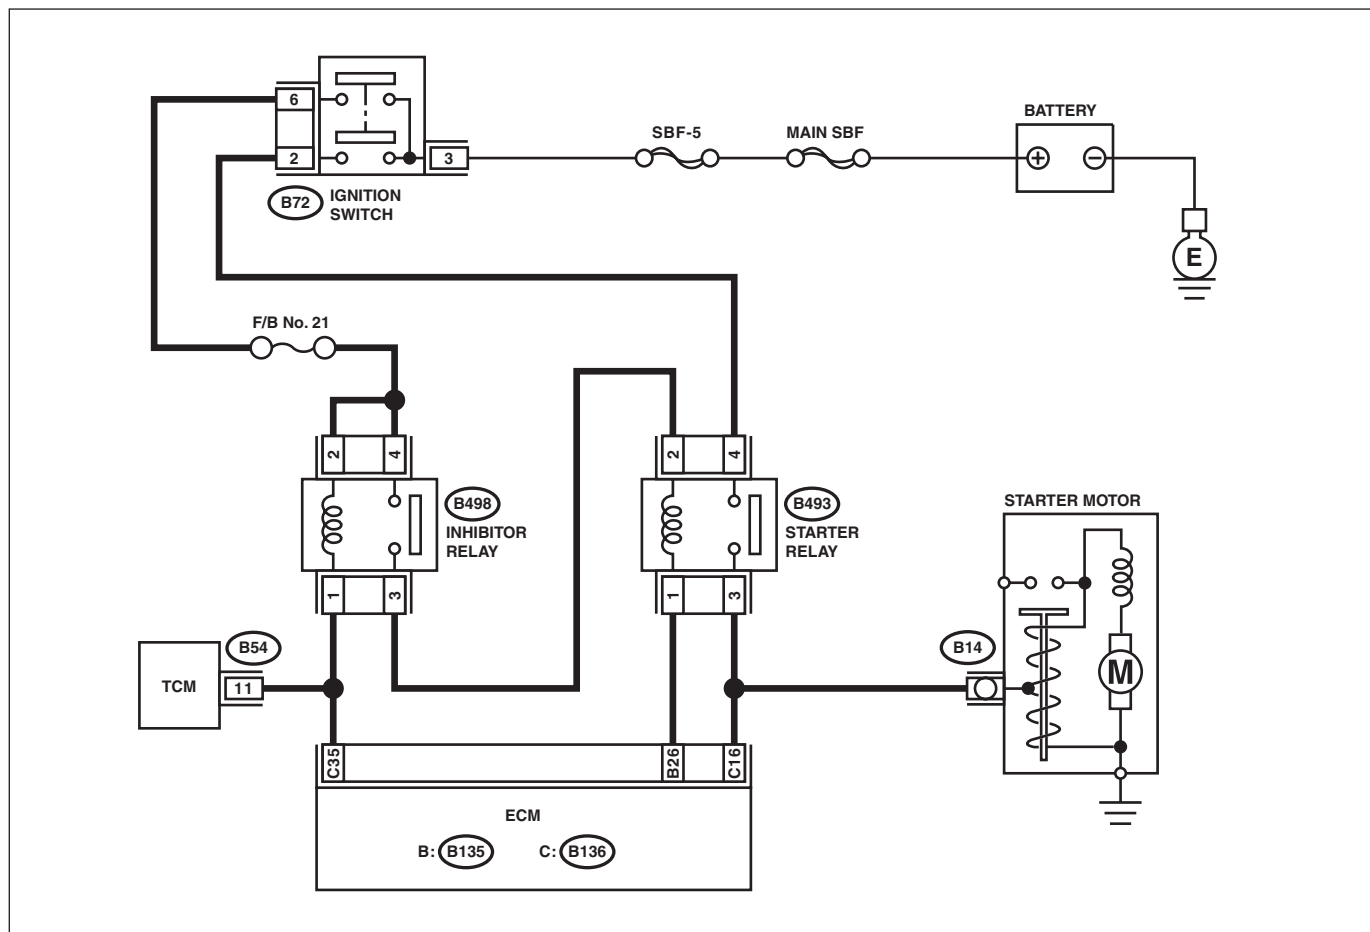 BATTERY
SBF-5
MAIN SBF
+
−
6
2
3
B72
IGNITION
SWITCH
E
F/B No. 21
2
4
2
4
B498
INHIBITOR
RELAY
B493
STARTER
RELAY
STARTER MOTOR
1
3
1
3
B54
TCM
11
B14
M
C35
B26
C16
ECM
B: B135
C: B136